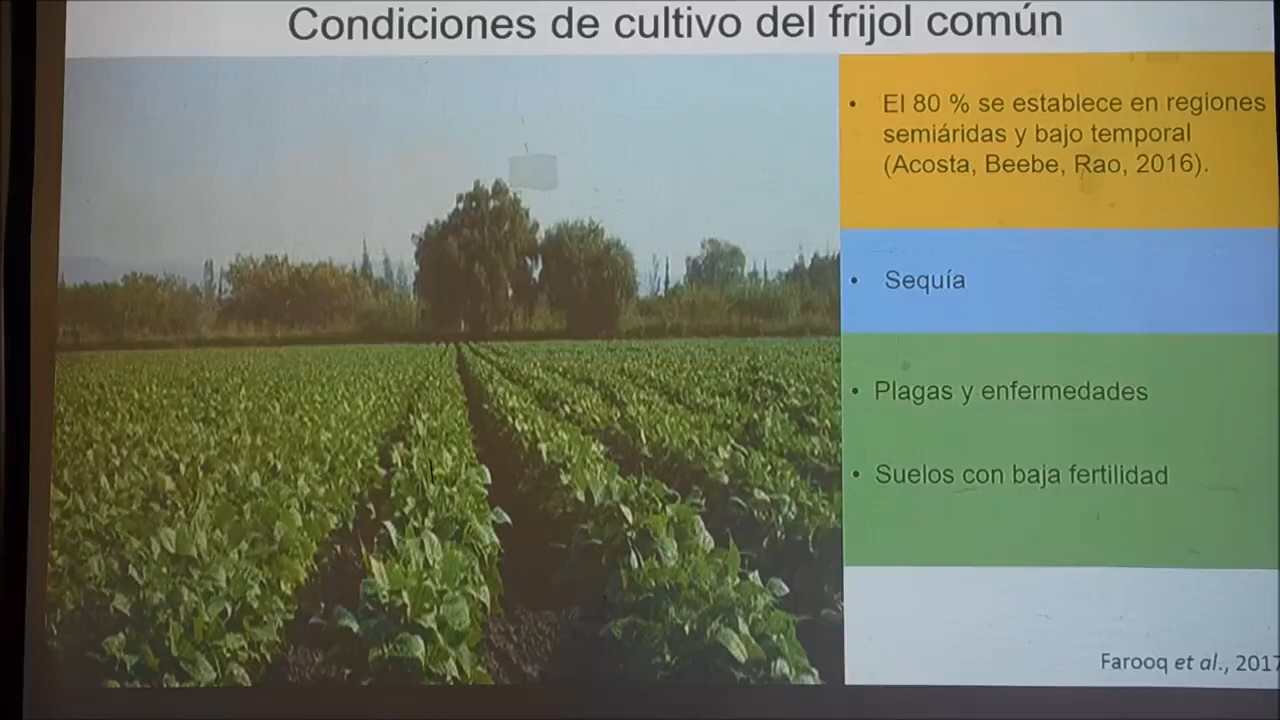 Condiciones de cultivo del frijol común
• El 80 % se establece en regiones
semiáridas y bajo temporal
(Acosta, Beebe, Rao, 2016).
• Sequía
• Plagas y enfermedades
• Suelos con baja fertilidad
Farooq et al., 2017